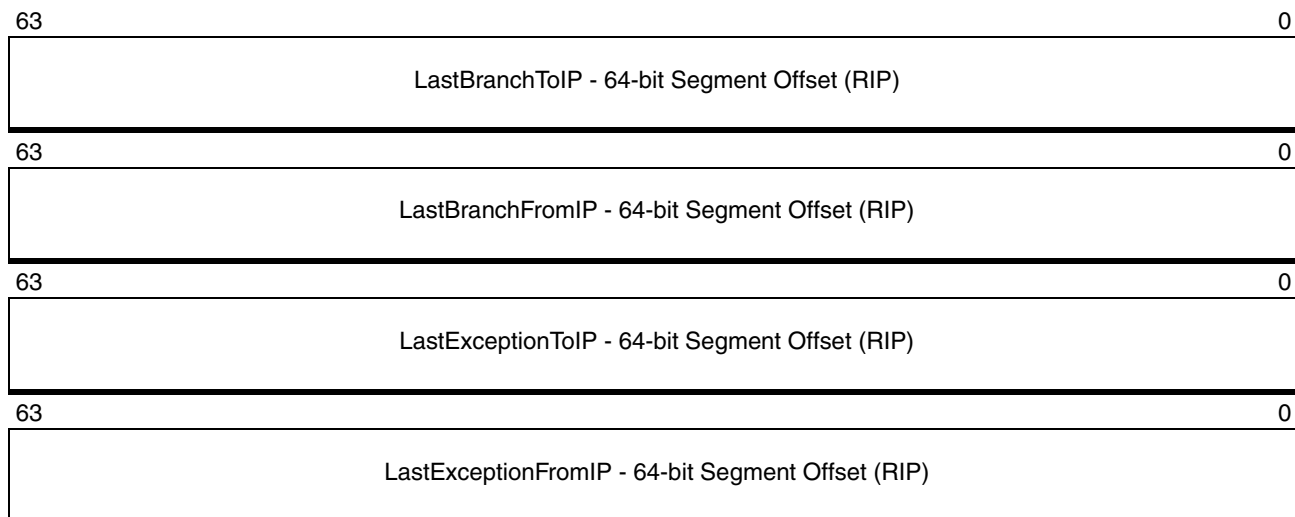 63 0
LastBranchToIP - 64-bit Segment Offset (RIP)
63 0
LastBranchFromIP - 64-bit Segment Offset (RIP)
63 0
LastExceptionToIP - 64-bit Segment Offset (RIP)
63 0
LastExceptionFromIP - 64-bit Segment Offset (RIP)